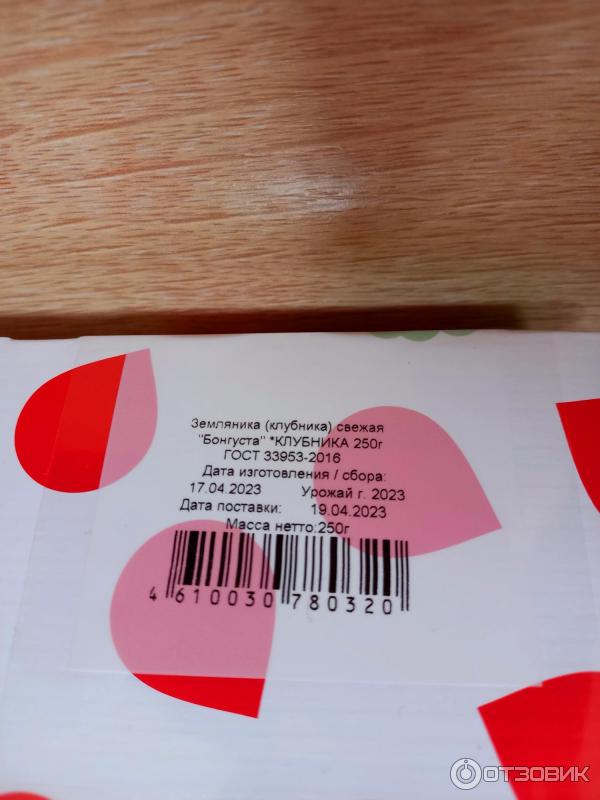 Земляника (клубника) свежая
"Бонгуста" *КЛУБНИКА 250г
ГОСТ 33953-2016
Дата изготовления / сбора:
17.04.2023 Урожай г. 2023
Дата поставки: 19.04.2023
Масса нетто:250г
4 610030 780320
ОТЗОВИК